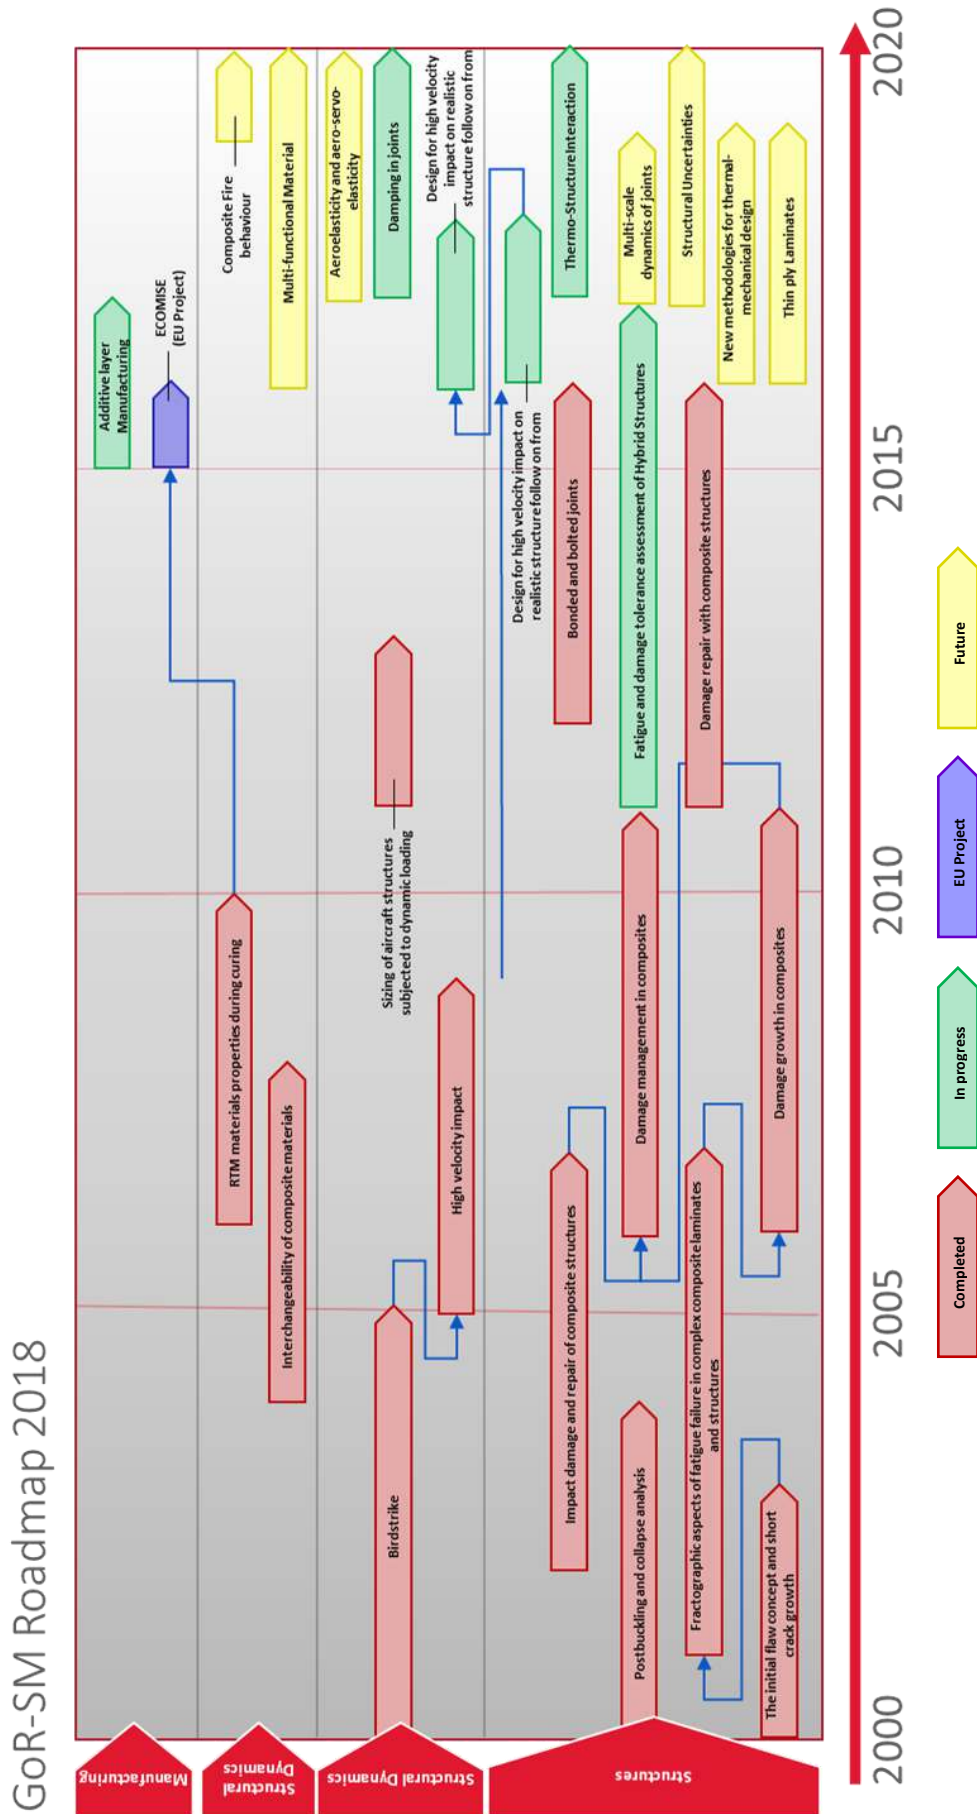 GoR-SM Roadmap 2018
Manufacturing
Additive layer
Manufacturing
ECOMISE
(EU Project)
Structural
Dynamics
RTM materials properties during curing
Composite Fire
behaviour
Interchangeability of composite materials
Multi-functional Material
Structural Dynamics
Aeroelasticity and aero-servo-
elasticity
Birdstrike
Sizing of aircraft structures
subjected to dynamic loading
Damping in joints
High velocity impact
Design for high velocity
impact on realistic
structure follow on from
Structures
Design for high velocity impact on
realistic structure follow on from
Impact damage and repair of composite structures
Bonded and bolted joints
Thermo-Structure Interaction
Postbuckling and collapse analysis
Damage management in composites
Fatigue and damage tolerance assessment of Hybrid Structures
Multi-scale
dynamics of joints
Fractographic aspects of fatigue failure in complex composite laminates
and structures
Damage repair with composite structures
Structural Uncertainties
New methodologies for thermal-
mechanical design
The initial flaw concept and short
crack growth
Damage growth in composites
Thin ply Laminates
2000
2005
2010
2015
2020
Completed
In progress
EU Project
Future